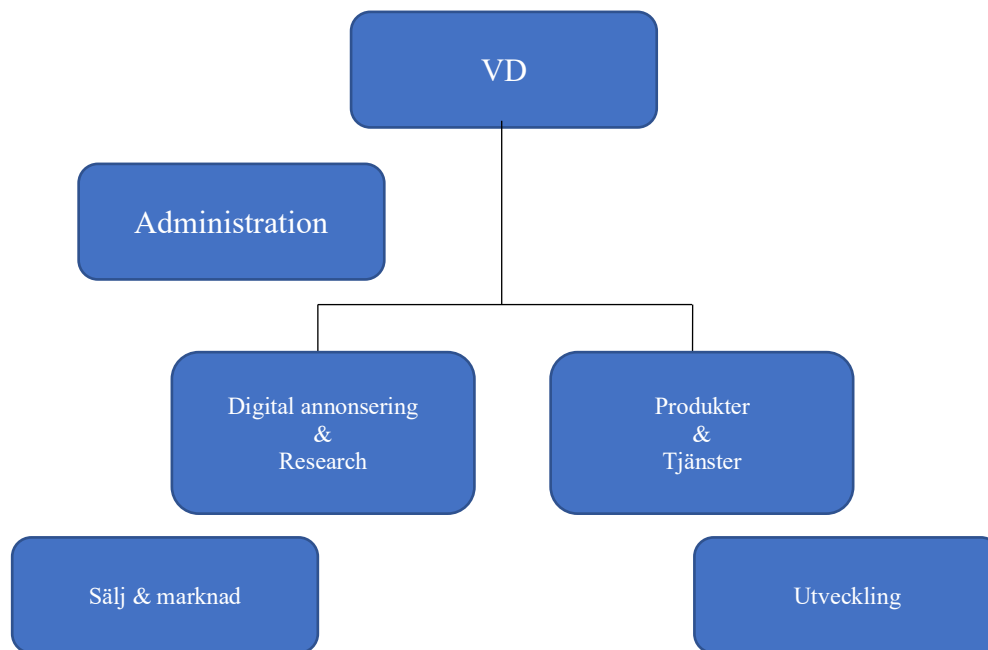 VD
Administration
Digital annonsering
&
Research
Produkter
&
Tjänster
Sälj & marknad
Utveckling